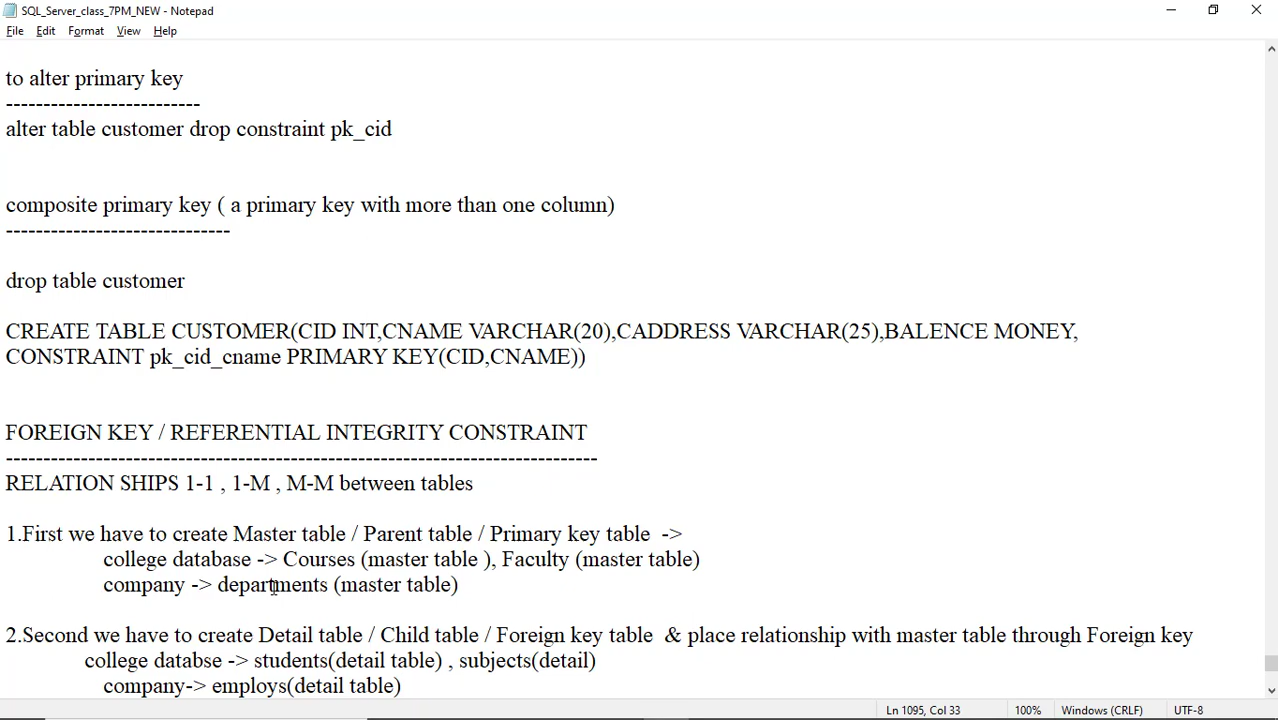 SQL_Server_class_7PM_NEW - Notepad
File Edit Format View Help
to alter primary key
--------------------------
alter table customer drop constraint pk_cid
composite primary key ( a primary key with more than one column)
------------------------------
drop table customer
CREATE TABLE CUSTOMER(CID INT,CNAME VARCHAR(20),CADDRESS VARCHAR(25),BALENCE MONEY,
CONSTRAINT pk_cid_cname PRIMARY KEY(CID,CNAME))
FOREIGN KEY / REFERENTIAL INTEGRITY CONSTRAINT
-------------------------------------------------------------------------------
RELATION SHIPS 1-1 , 1-M , M-M between tables
1.First we have to create Master table / Parent table / Primary key table ->
college database -> Courses (master table ), Faculty (master table)
company -> departments (master table)
2.Second we have to create Detail table / Child table / Foreign key table & place relationship with master table through Foreign key
college databse -> students(detail table) , subjects(detail)
company-> employs(detail table)
Ln 1095, Col 33 100% Windows (CRLF) UTF-8